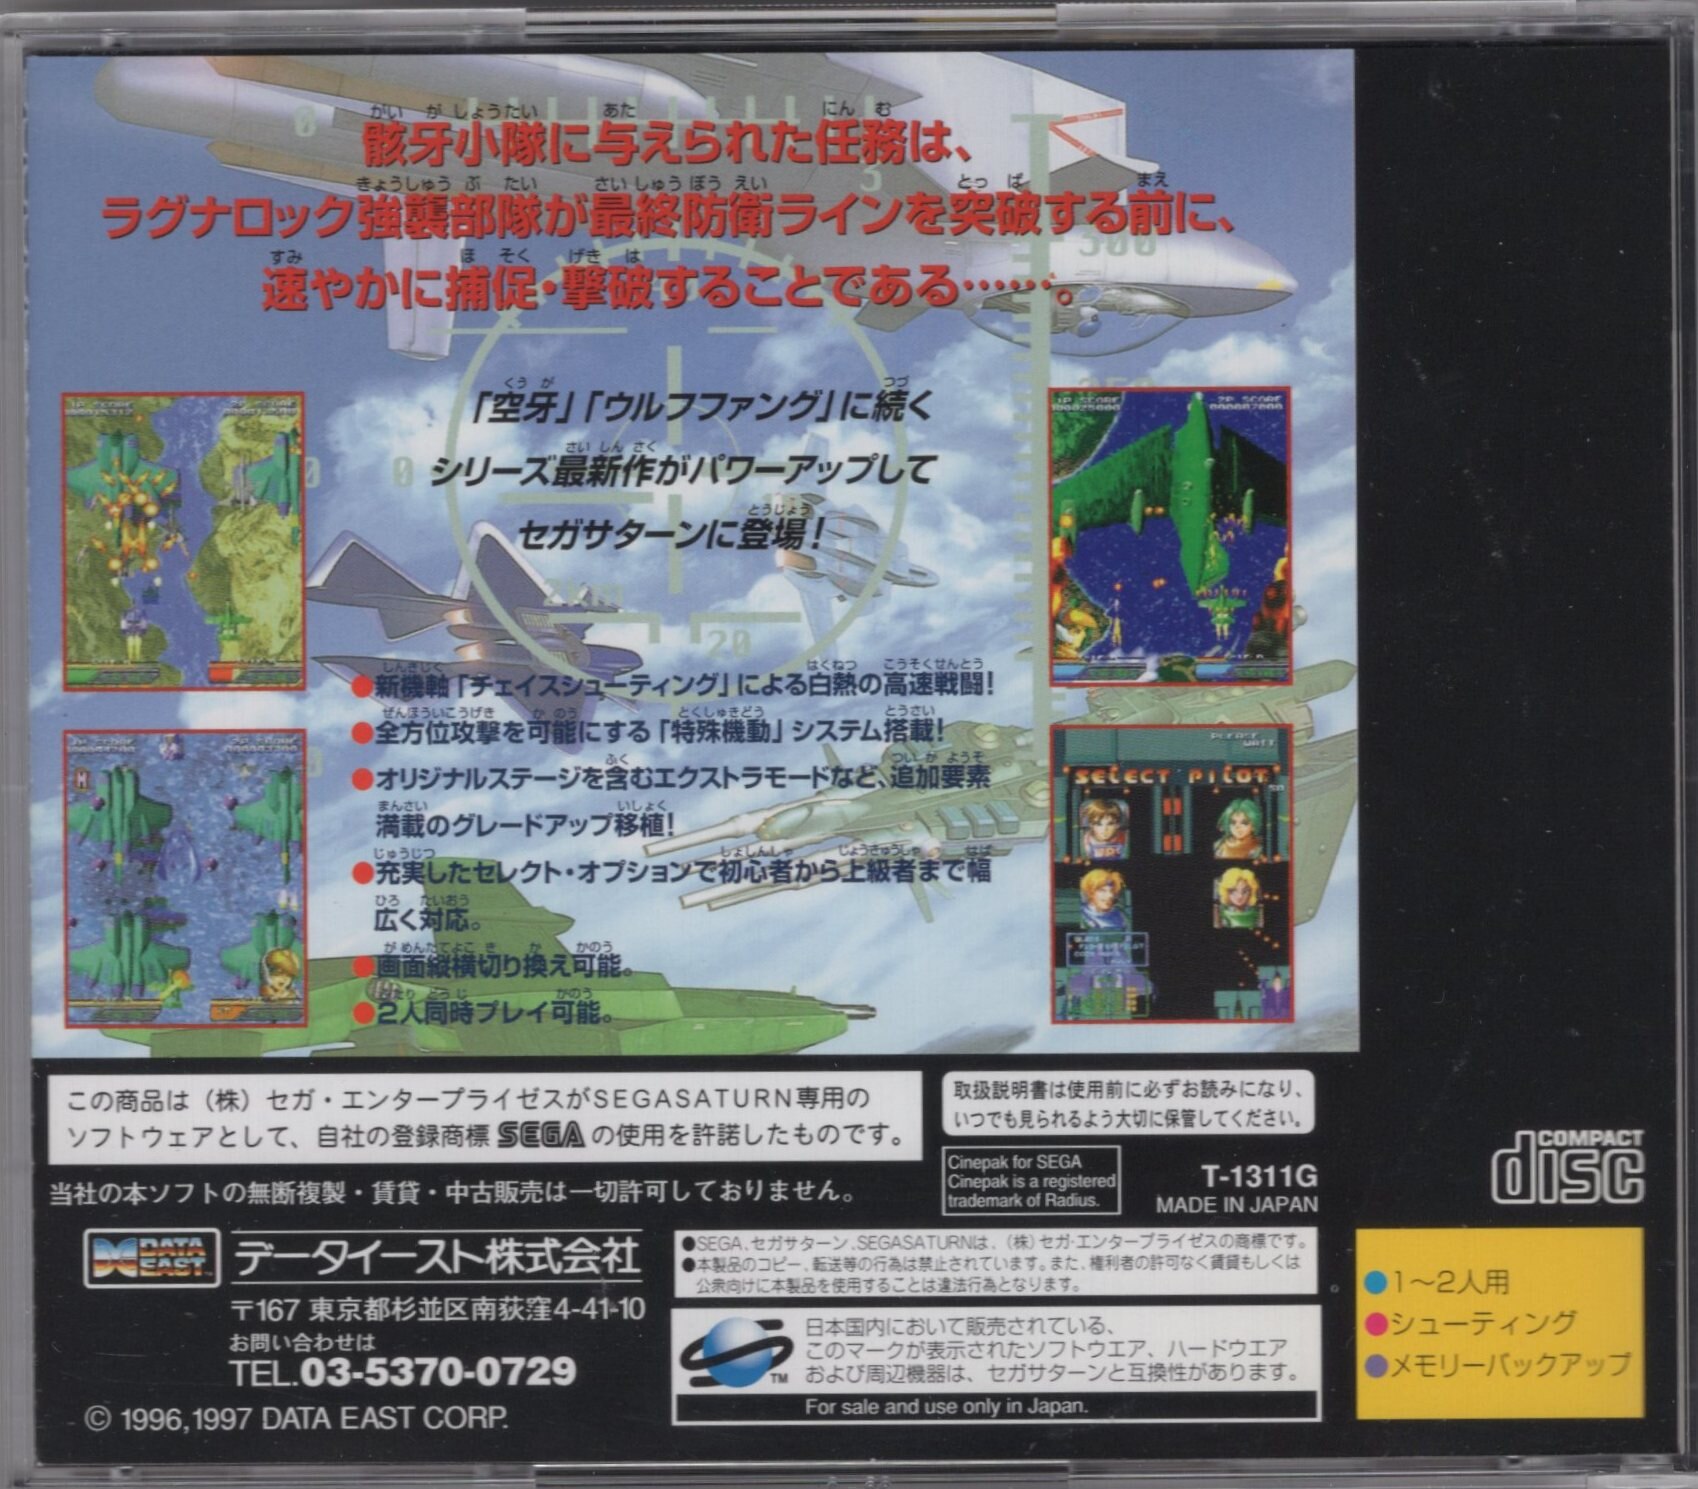 骸牙小隊に与えられた任務は、
ラグナロック強襲部隊が最終防衛ラインを突破する前に、
速やかに捕促・撃破することである……。
「空牙」「ウルフファング」に続く
シリーズ最新作がパワーアップして
セガサターンに登場!
●新機軸「チェイスシューティング」による白熱の高速戦闘!
●全方位攻撃を可能にする「特殊機動」システム搭載!
●オリジナルステージを含むエクストラモードなど、追加要素
満載のグレードアップ移植!
●充実したセレクト・オプションで初心者から上級者まで幅
広く対応。
●画面縦横切り換え可能。
●2人同時プレイ可能。
1P SCORE
2P SCORE
PLEASE
WAIT
SELECT PILOT
この商品は(株)セガ・エンタープライゼスがSEGASATURN専用の
ソフトウェアとして、自社の登録商標 SEGA の使用を許諾したものです。
取扱説明書は使用前に必ずお読みになり、
いつでも見られるよう大切に保管してください。
当社の本ソフトの無断複製・賃貸・中古販売は一切許可しておりません。
Cinepak for SEGA
Cinepak is a registered
trademark of Radius.
T-1311G
MADE IN JAPAN
COMPACT
disc
DATA
EAST
データイースト株式会社
〒167 東京都杉並区南荻窪4-41-10
お問い合わせは
TEL.03-5370-0729
© 1996,1997 DATA EAST CORP.
●SEGA、セガサターン、SEGASATURNは、(株)セガ・エンタープライゼスの商標です。
●本製品のコピー、転送等の行為は禁止されています。また、権利者の許可なく賃貸もしくは
公衆向けに本製品を使用することは違法行為となります。
TM
日本国内において販売されている、
このマークが表示されたソフトウエア、ハードウエア
および周辺機器は、セガサターンと互換性があります。
For sale and use only in Japan.
●1〜2人用
●シューティング
●メモリーバックアップ